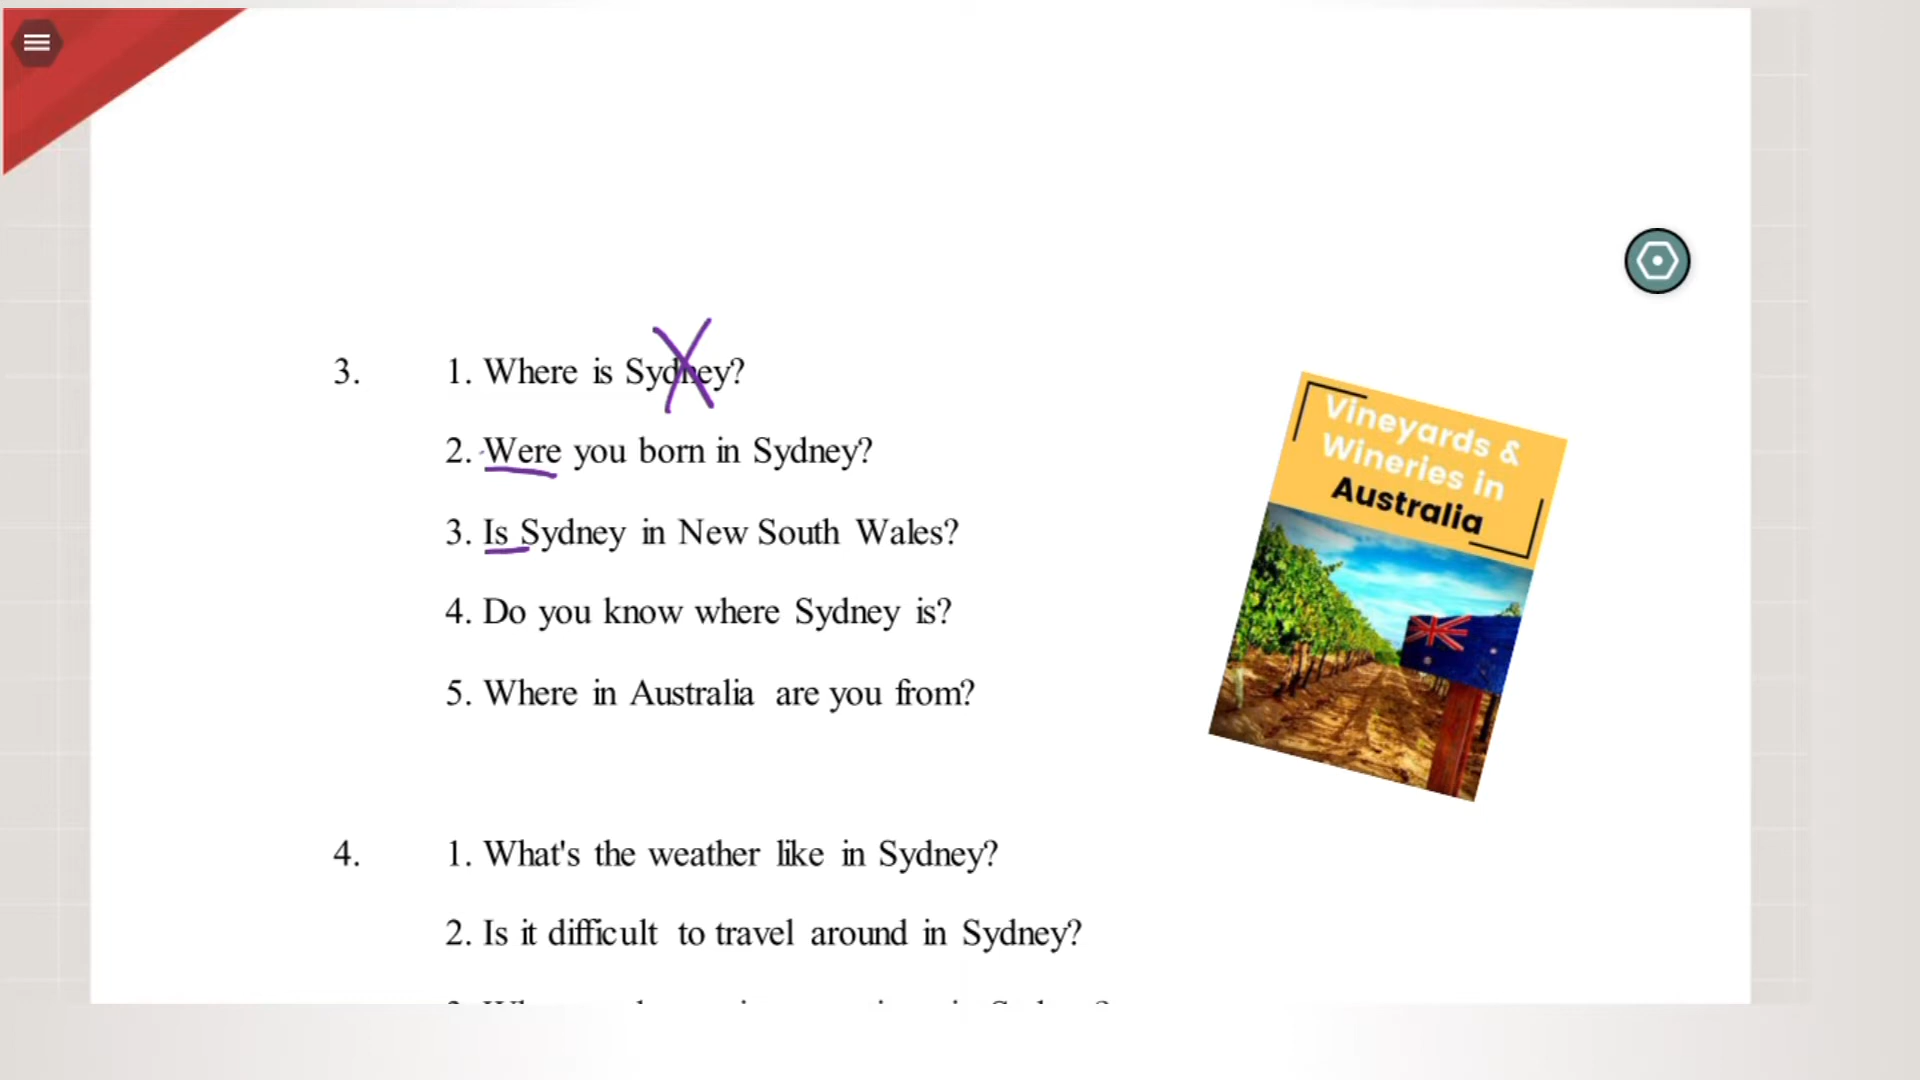 3. 1. Where is Sydney?
2. Were you born in Sydney?
3. Is Sydney in New South Wales?
4. Do you know where Sydney is?
5. Where in Australia are you from?
Vineyards &
Wineries in
Australia
4. 1. What's the weather like in Sydney?
2. Is it difficult to travel around in Sydney?